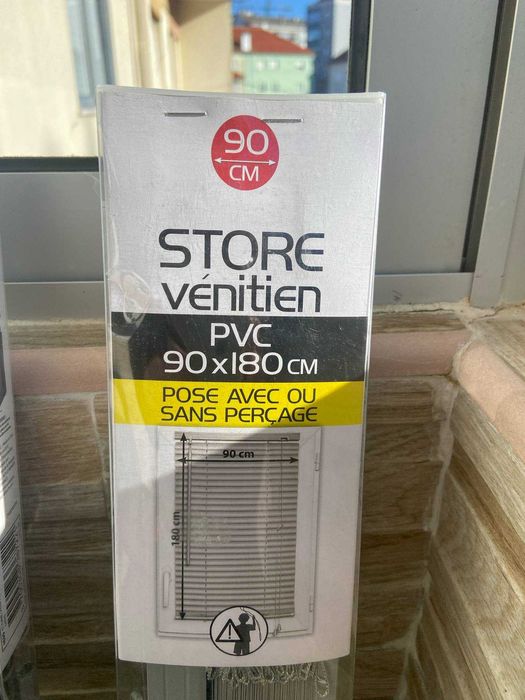 90
CM
STORE
vénitien
PVC
90x180 CM
POSE AVEC OU
SANS PERÇAGE
90 cm
180 cm